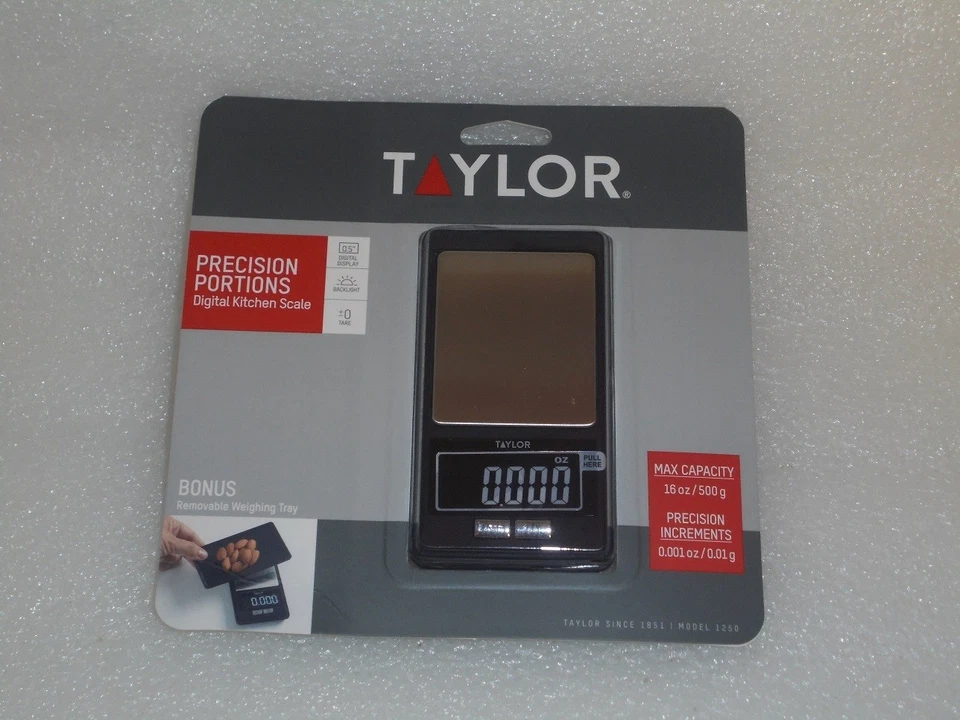 TAYLOR®
PRECISION
PORTIONS
Digital Kitchen Scale
0.5"
DIGITAL
DISPLAY
BACKLIGHT
±0
TARE
TAYLOR
OZ
PULL
HERE
0.000
MAX CAPACITY
16 oz / 500 g
PRECISION
INCREMENTS
0.001 oz / 0.01 g
BONUS
Removable Weighing Tray
0.000
TAYLOR SINCE 1851 | MODEL 1250